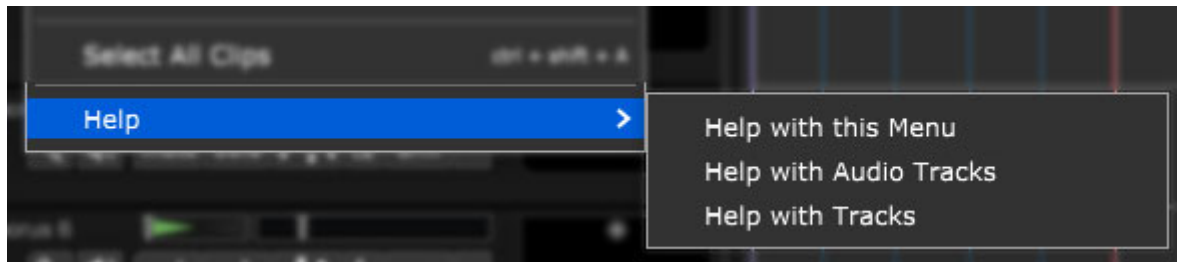 Select All Clips ctrl + shift + A
Help
Help with this Menu
Help with Audio Tracks
Help with Tracks